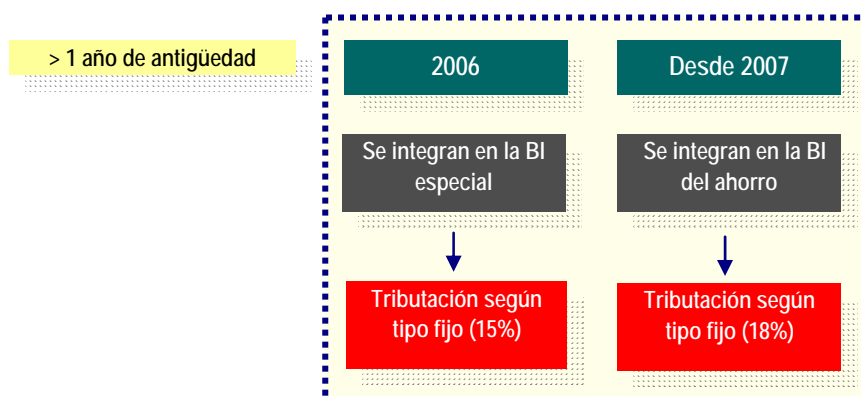 > 1 año de antigüedad
2006
Desde 2007
Se integran en la BI
especial
Se integran en la BI
del ahorro
Tributación según
tipo fijo (15%)
Tributación según
tipo fijo (18%)